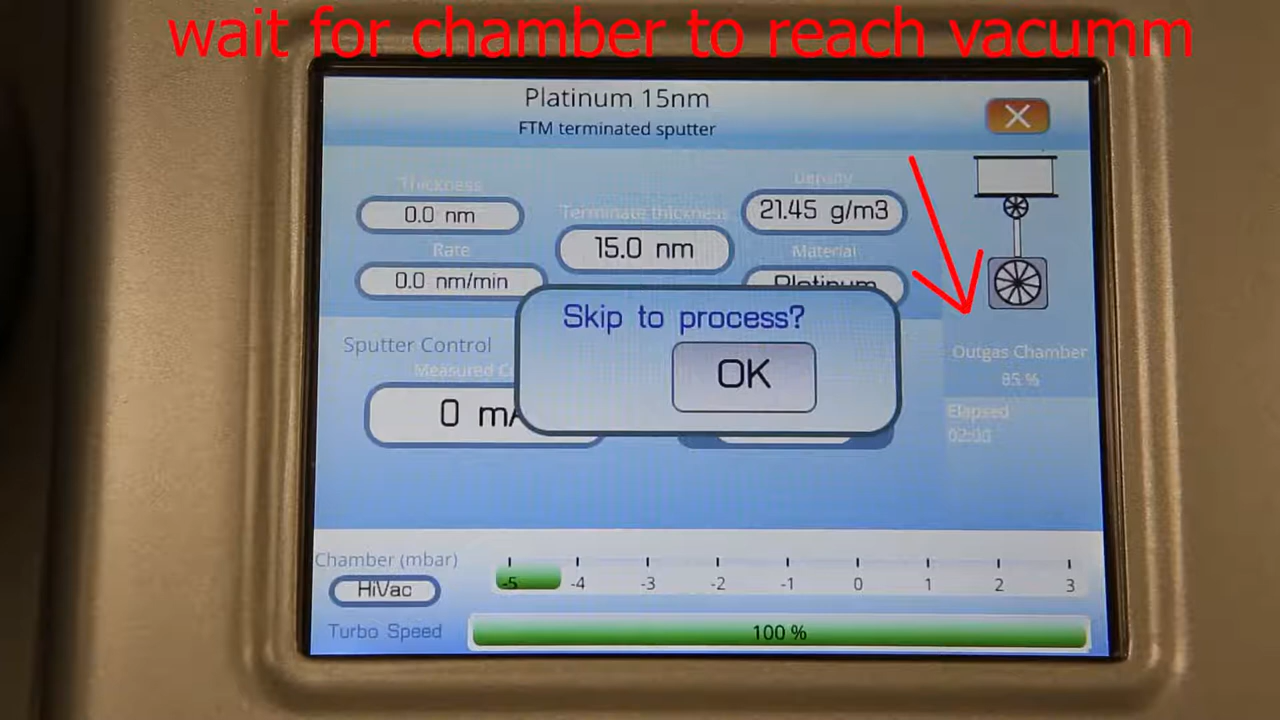 wait for chamber to reach vacumm
Platinum 15nm
FTM terminated sputter
Thickness
0.0 nm
Rate
0.0 nm/min
Terminate thickness
15.0 nm
Density
21.45 g/m3
Material
Platinum
Skip to process?
OK
Sputter Control
Measured
0 mA
Outgas Chamber
85 %
Elapsed
Chamber (mbar)
HiVac
-5 -4 -3 -2 -1 0 1 2 3
Turbo Speed
100 %